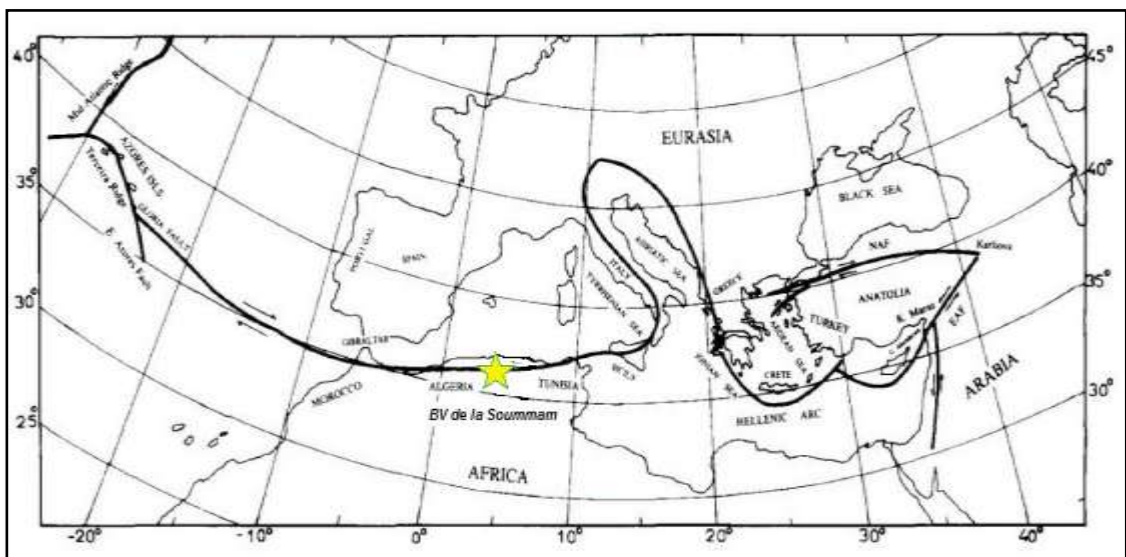 40°
45°
Mid-Atlantic Ridge
EURASIA
AZORES ISLS.
Terceira Ridge
35°
40°
BLACK SEA
GLORIA FAULT
E. Azores Fault
PORTUGAL
SPAIN
ITALY
ADRIATIC SEA
NAF
Karliova
30°
35°
TYRRHENIAN SEA
GREECE
ANATOLIA
K. Maras
TURKEY
AEGEAN SEA
EAF
GIBRALTAR
SICILY
IONIAN SEA
CRETE
ARABIA
MOROCCO
ALGERIA
TUNISIA
30°
25°
BV de la Soummam
HELLENIC ARC
AFRICA
-20°
-10°
0°
10°
20°
30°
40°